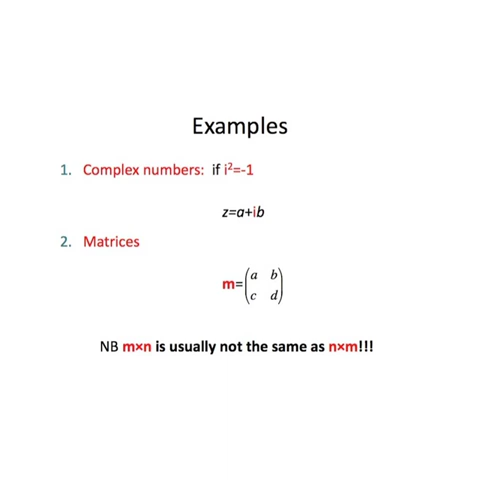 Examples
1. Complex numbers: if i²=-1
z=a+ib
2. Matrices
m=(a b
c d)
NB m×n is usually not the same as n×m!!!